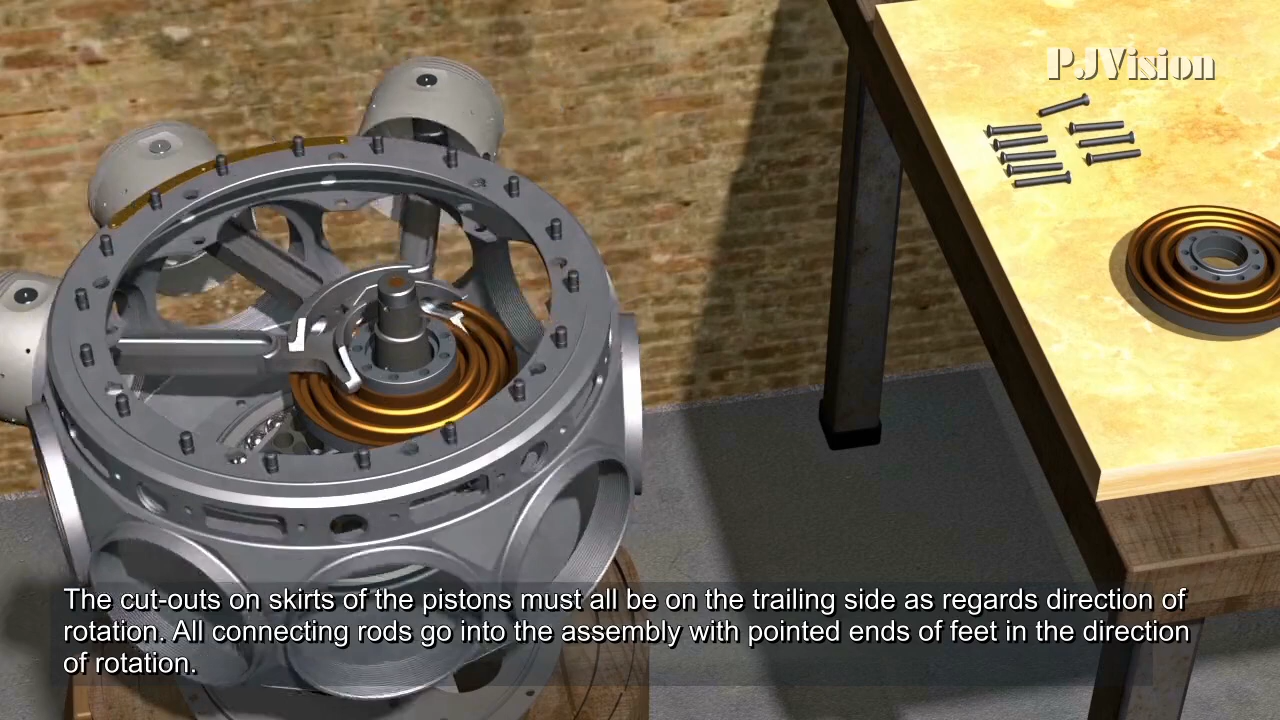 PJVision
The cut-outs on skirts of the pistons must all be on the trailing side as regards direction of
rotation. All connecting rods go into the assembly with pointed ends of feet in the direction
of rotation.